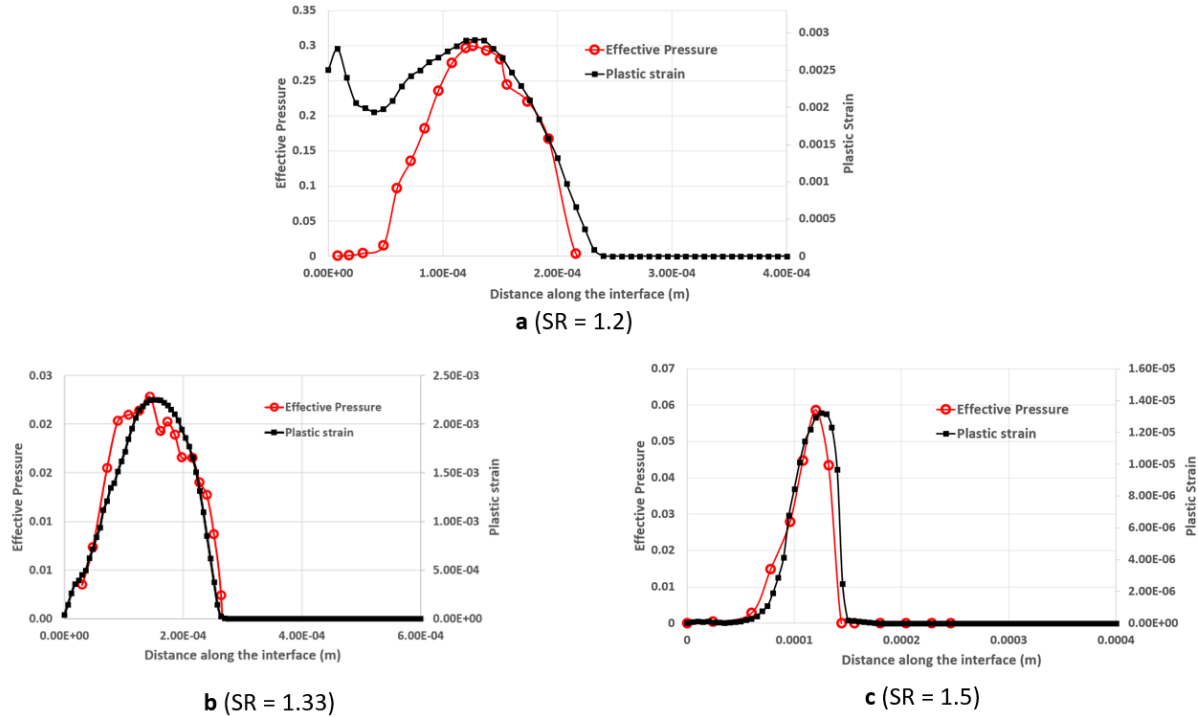 0.35
0.3
0.25
0.2
0.15
0.1
0.05
0
Effective Pressure
0.003
0.0025
0.002
0.0015
0.001
0.0005
0
Plastic Strain
Effective Pressure
Plastic strain
0.00E+00 1.00E-04 2.00E-04 3.00E-04 4.00E-04
Distance along the interface (m)
a (SR = 1.2)
0.03
0.02
0.02
0.01
0.01
0.00
Effective Pressure
2.50E-03
2.00E-03
1.50E-03
1.00E-03
5.00E-04
0.00E+00
Plastic strain
Effective Pressure
Plastic strain
0.00E+00 2.00E-04 4.00E-04 6.00E-04
Distance along the interface (m)
b (SR = 1.33)
0.07
0.06
0.05
0.04
0.03
0.02
0.01
0
Effective Pressure
1.60E-05
1.40E-05
1.20E-05
1.00E-05
8.00E-06
6.00E-06
4.00E-06
2.00E-06
0.00E+00
Plastic Strain
Effective Pressure
Plastic strain
0 0.0001 0.0002 0.0003 0.0004
Distance along the interface (m)
c (SR = 1.5)